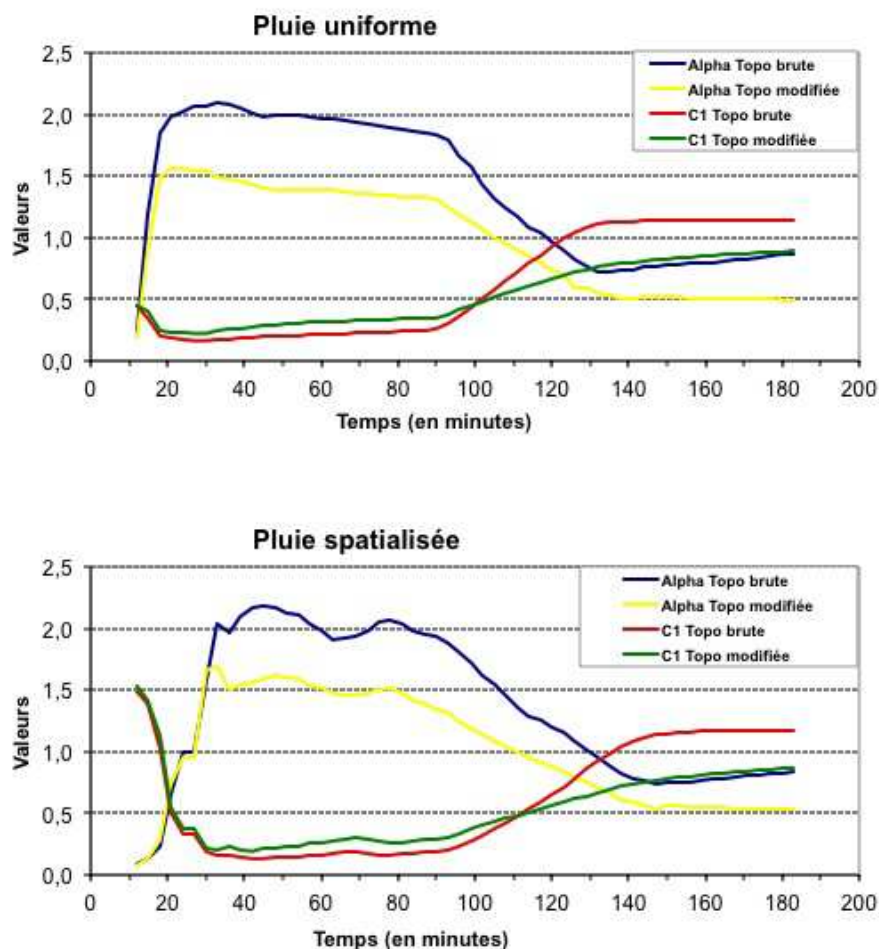 Pluie uniforme
2,5
2,0
1,5
1,0
0,5
0,0
Valeurs
Alpha Topo brute
Alpha Topo modifiée
C1 Topo brute
C1 Topo modifiée
0 20 40 60 80 100 120 140 160 180 200
Temps (en minutes)
Pluie spatialisée
2,5
2,0
1,5
1,0
0,5
0,0
Valeurs
Alpha Topo brute
Alpha Topo modifiée
C1 Topo brute
C1 Topo modifiée
0 20 40 60 80 100 120 140 160 180 200
Temps (en minutes)